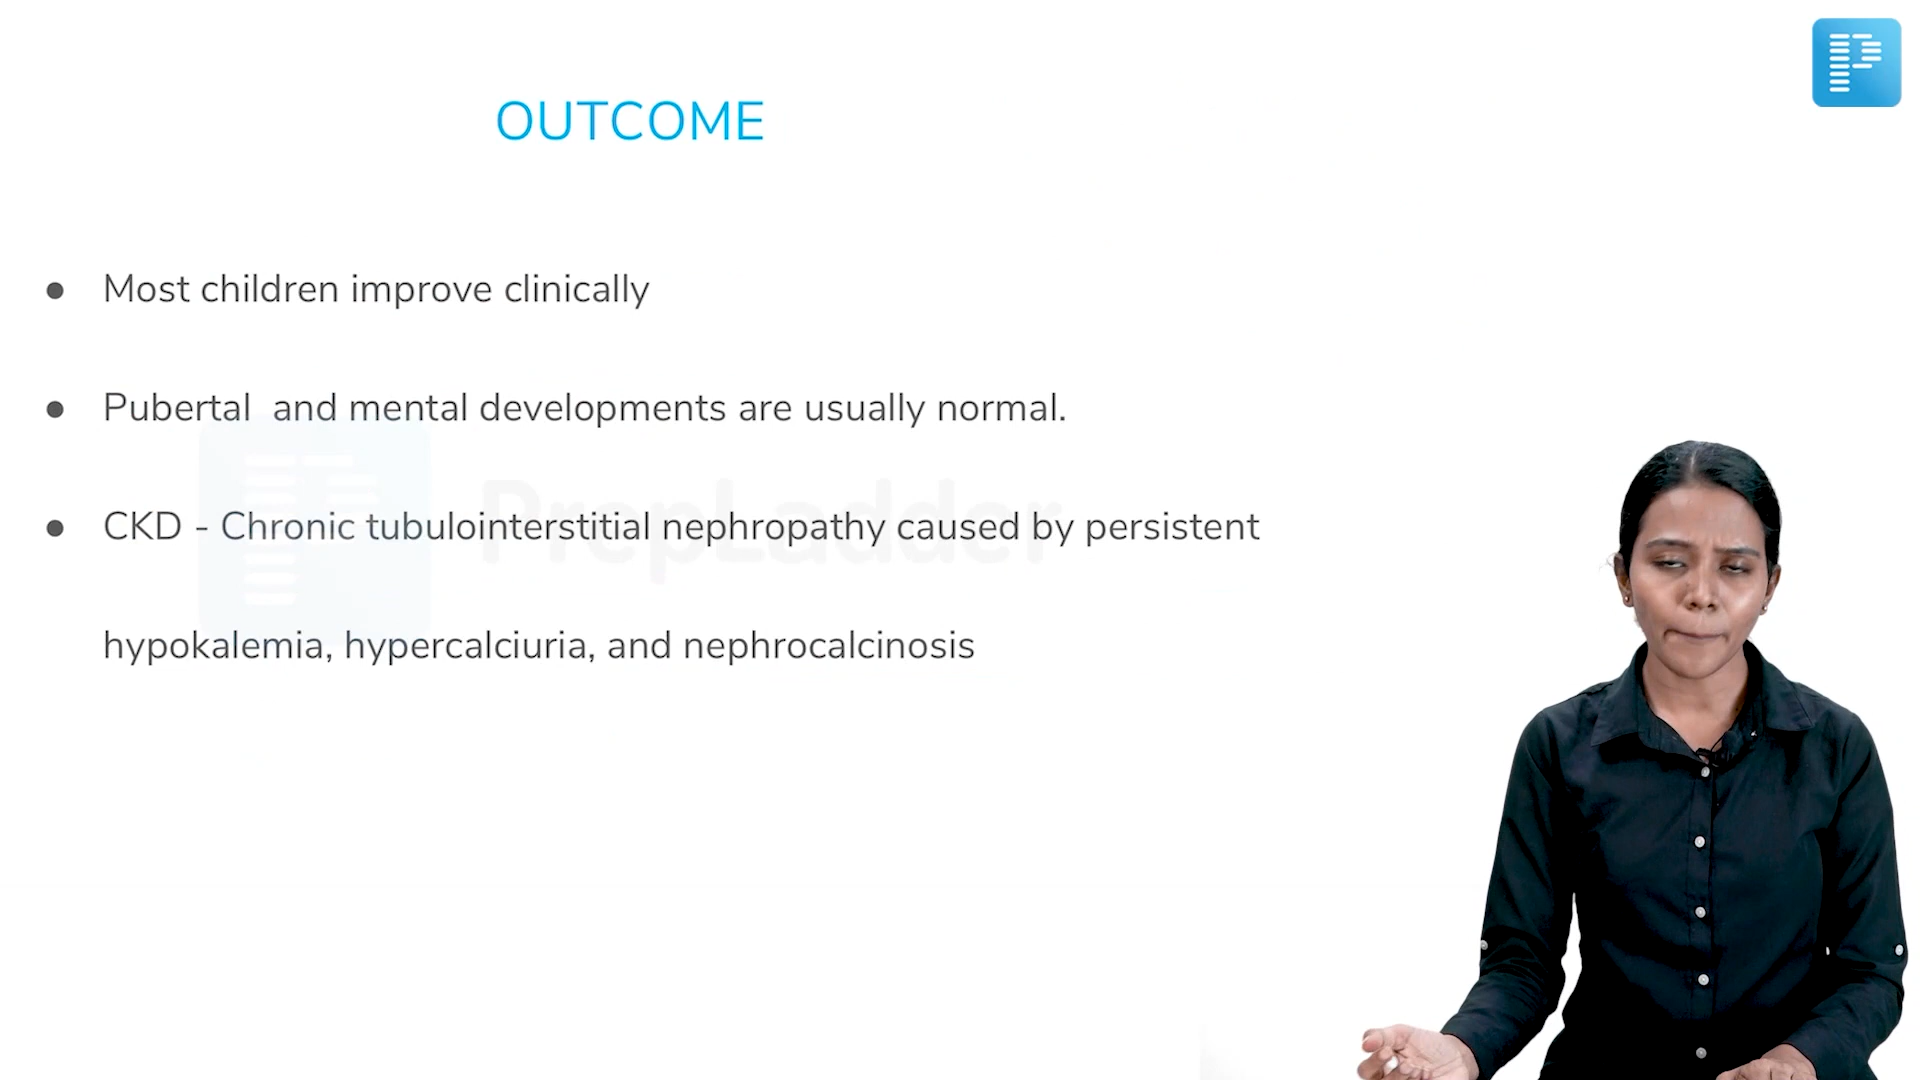 OUTCOME
● Most children improve clinically
● Pubertal  and mental developments are usually normal.
● CKD - Chronic tubulointerstitial nephropathy caused by persistent
hypokalemia, hypercalciuria, and nephrocalcinosis
PrepLadder